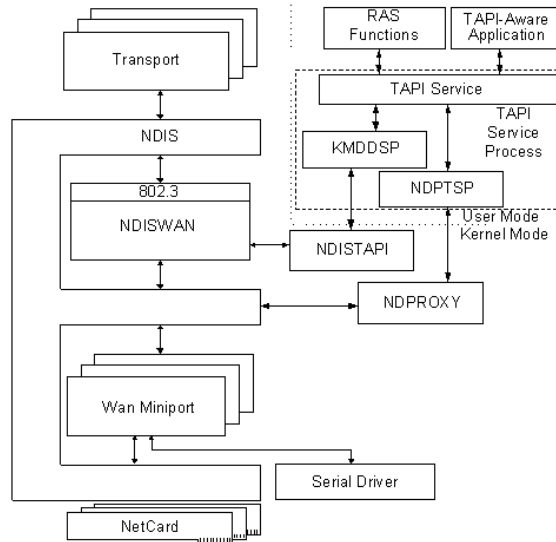 RAS
Functions
TAPI-Aware
Application
Transport
TAPI Service
TAPI
Service
Process
NDIS
KMDDSP
802.3
NDPTSP
NDISWAN
User Mode
Kernel Mode
NDISTAPI
NDPROXY
Wan Miniport
Serial Driver
NetCard